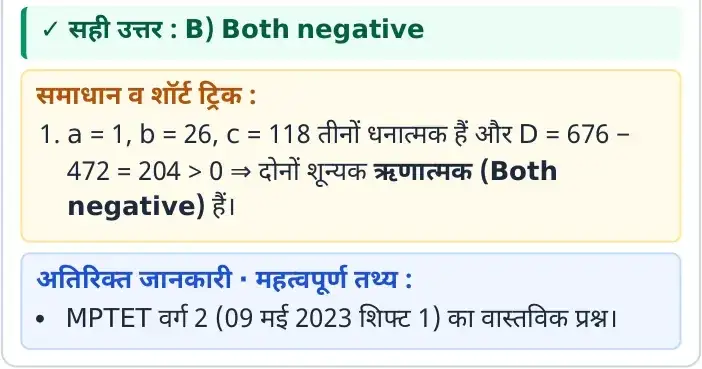 ✓ सही उत्तर : B) Both negative
समाधान व शॉर्ट ट्रिक :
1. a = 1, b = 26, c = 118 तीनों धनात्मक हैं और D = 676 −
472 = 204 > 0 ⇒ दोनों शून्यक ऋणात्मक (Both
negative) हैं।
अतिरिक्त जानकारी · महत्वपूर्ण तथ्य :
• MPTET वर्ग 2 (09 मई 2023 शिफ्ट 1) का वास्तविक प्रश्न।